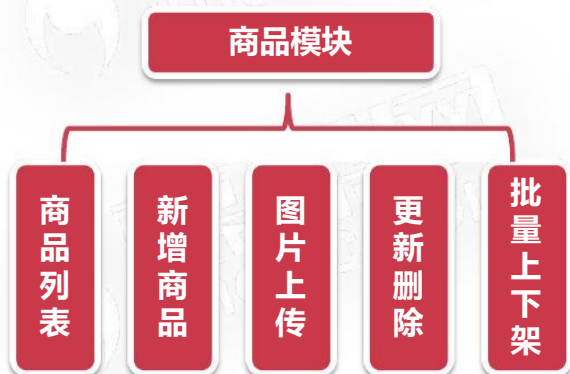 商品模块
商品列表
新增商品
图片上传
更新删除
批量上下架